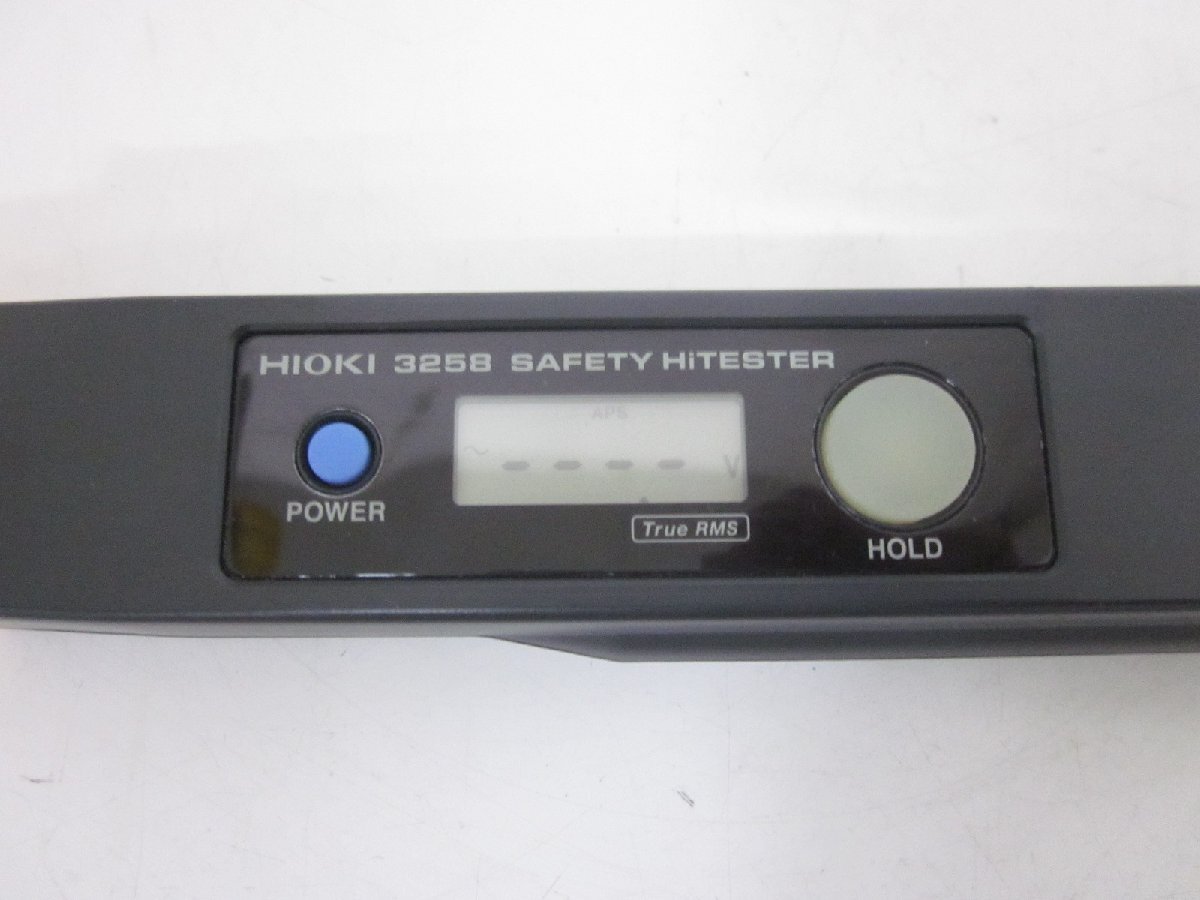 HIOKI 3258 SAFETY HiTESTER
APS
~ - - - - V
POWER
True RMS
HOLD